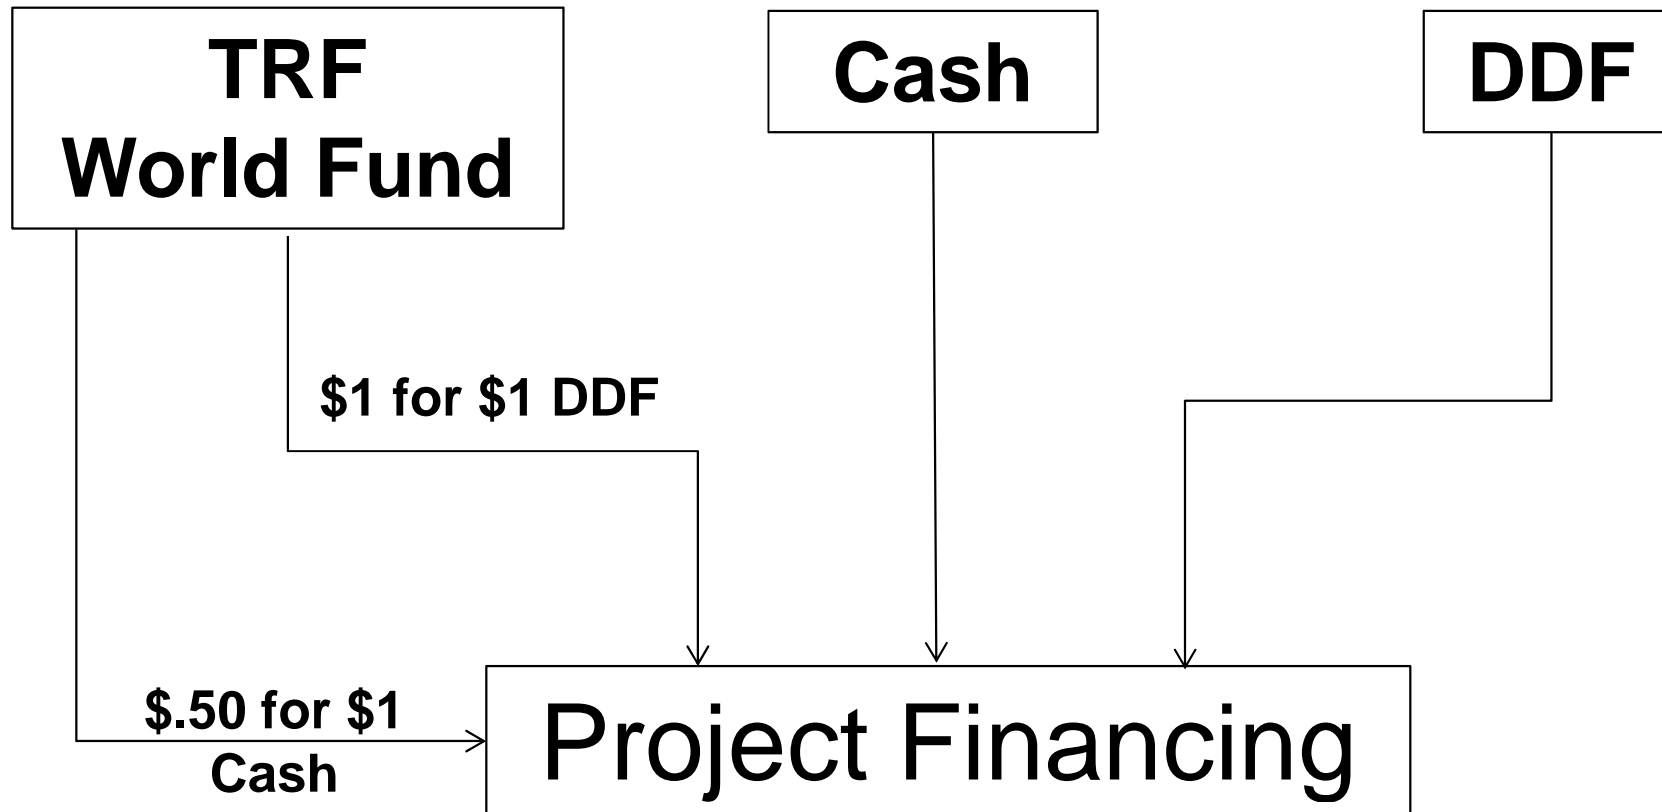 TRF
World Fund
Cash
DDF
$1 for $1 DDF
$.50 for $1
Cash
Project Financing